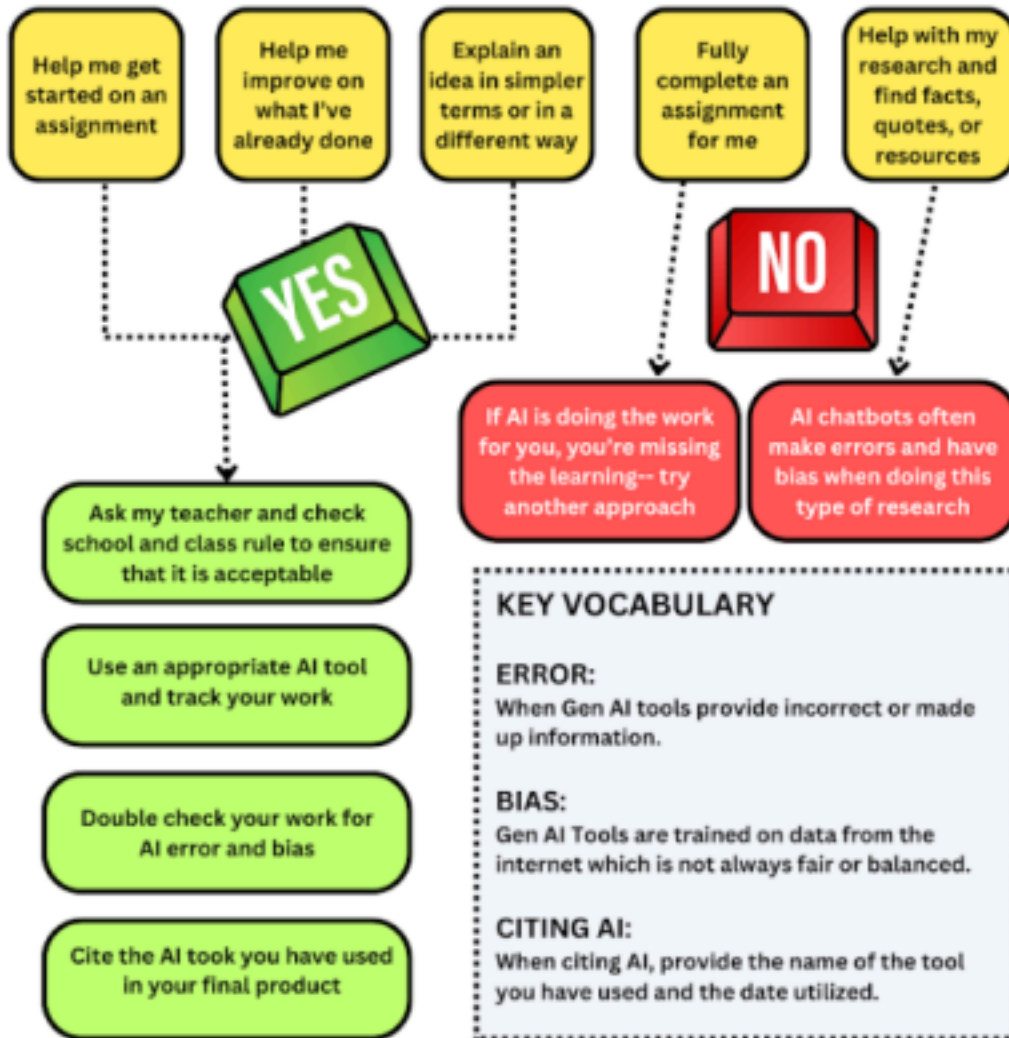 Help me get
started on an
assignment
Help me
improve on
what I've
already done
Explain an
idea in simpler
terms or in a
different way
Fully
complete an
assignment
for me
Help with my
research and
find facts,
quotes, or
resources
YES
NO
If AI is doing the work
for you, you're missing
the learning-- try
another approach
AI chatbots often
make errors and have
bias when doing this
type of research
Ask my teacher and check
school and class rule to ensure
that it is acceptable
Use an appropriate AI tool
and track your work
Double check your work for
AI error and bias
Cite the AI took you have used
in your final product
KEY VOCABULARY
ERROR:
When Gen AI tools provide incorrect or made
up information.
BIAS:
Gen AI Tools are trained on data from the
internet which is not always fair or balanced.
CITING AI:
When citing AI, provide the name of the tool
you have used and the date utilized.